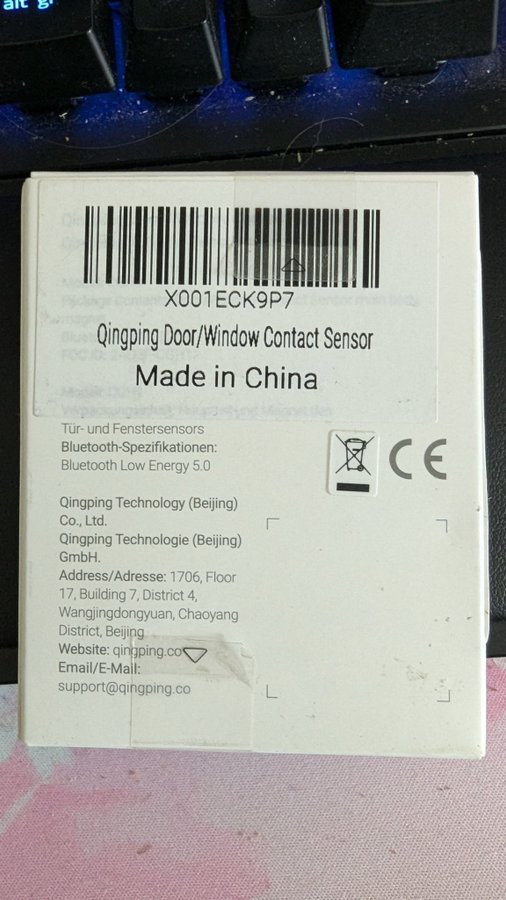 alt gr
X001ECK9P7
Qingping Door/Window Contact Sensor
Made in China
Tür- und Fenstersensors
Bluetooth-Spezifikationen:
Bluetooth Low Energy 5.0
Qingping Technology (Beijing)
Co., Ltd.
Qingping Technologie (Beijing)
GmbH.
Address/Adresse: 1706, Floor
17, Building 7, District 4,
Wangjingdongyuan, Chaoyang
District, Beijing
Website: qingping.co
Email/E-Mail:
support@qingping.co
CE